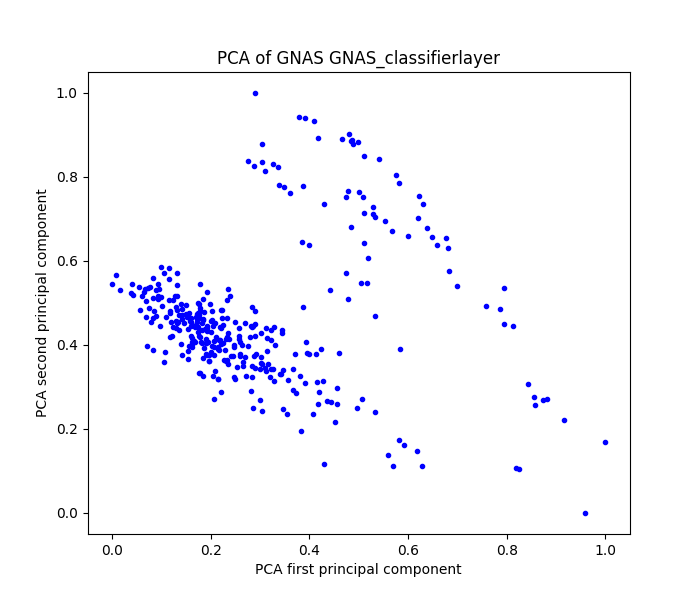 PCA of GNAS GNAS_classifierlayer
PCA second principal component
1.0
0.8
0.6
0.4
0.2
0.0
0.0 0.2 0.4 0.6 0.8 1.0
PCA first principal component